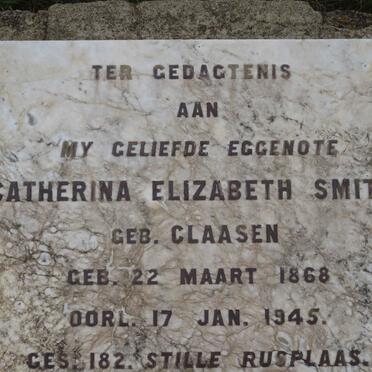 TER GEDAGTENIS
AAN
MY GELIEFDE EGGENOTE
CATHERINA ELIZABETH SMIT
GEB. CLAASEN
GEB. 22 MAART 1868
OORL. 17 JAN. 1945.
GES. 182. STILLE RUSPLAAS.